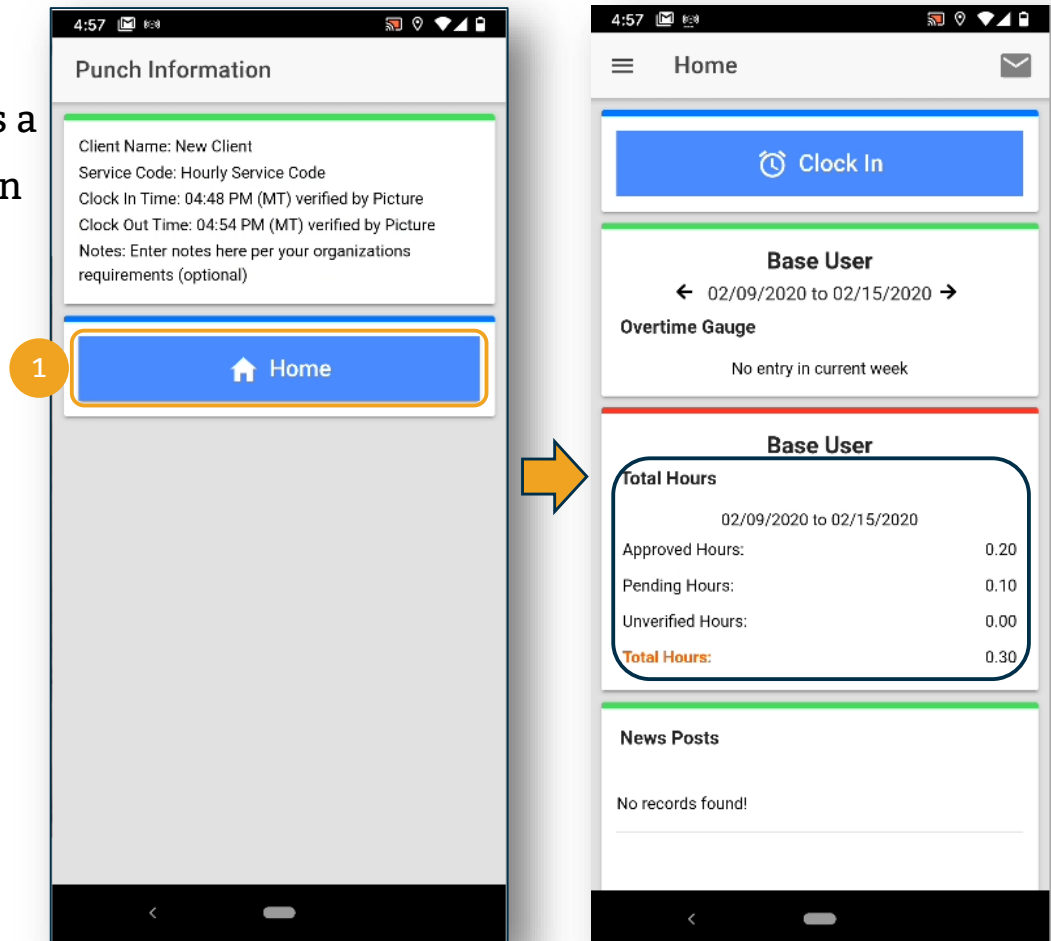 s a
n
4:57
Punch Information
Client Name: New Client
Service Code: Hourly Service Code
Clock In Time: 04:48 PM (MT) verified by Picture
Clock Out Time: 04:54 PM (MT) verified by Picture
Notes: Enter notes here per your organizations
requirements (optional)
1
Home
4:57
Home
Clock In
Base User
02/09/2020 to 02/15/2020
Overtime Gauge
No entry in current week
Base User
Total Hours
02/09/2020 to 02/15/2020
Approved Hours: 0.20
Pending Hours: 0.10
Unverified Hours: 0.00
Total Hours: 0.30
News Posts
No records found!